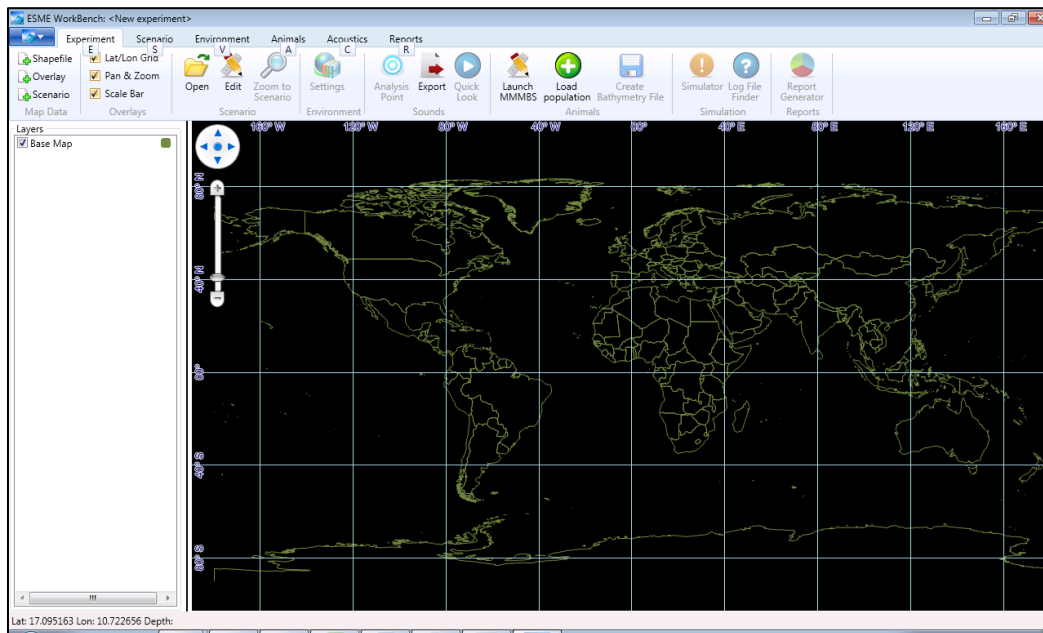 ESME WorkBench: <New experiment>
Experiment Scenario Environment Animals Acoustics Reports
E S V A C R
Shapefile
Overlay
Scenario
Map Data
Lat/Lon Grid
Pan & Zoom
Scale Bar
Overlays
Open
Edit
Zoom to
Scenario
Scenario
Settings
Environment
Analysis
Point
Export
Quick
Look
Sounds
Launch
MMMBS
Load
population
Create
Bathymetry File
Animals
Simulator
Log File
Finder
Simulation
Report
Generator
Reports
Layers
Base Map
160° W 120° W 80° W 40° W 00° 40° E 80° E 120° E 160° E
80° N
40° N
00°
40° S
80° S
Lat: 17.095163 Lon: 10.722656 Depth: